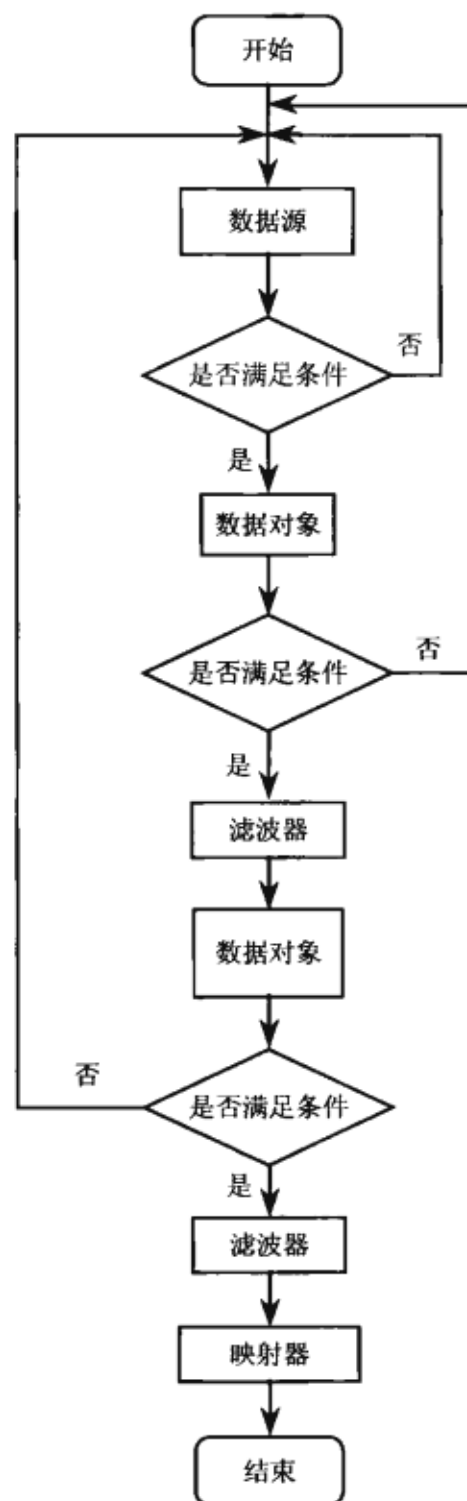 开始
数据源
是否满足条件
否
是
数据对象
是否满足条件
否
是
滤波器
数据对象
是否满足条件
否
是
滤波器
映射器
结束